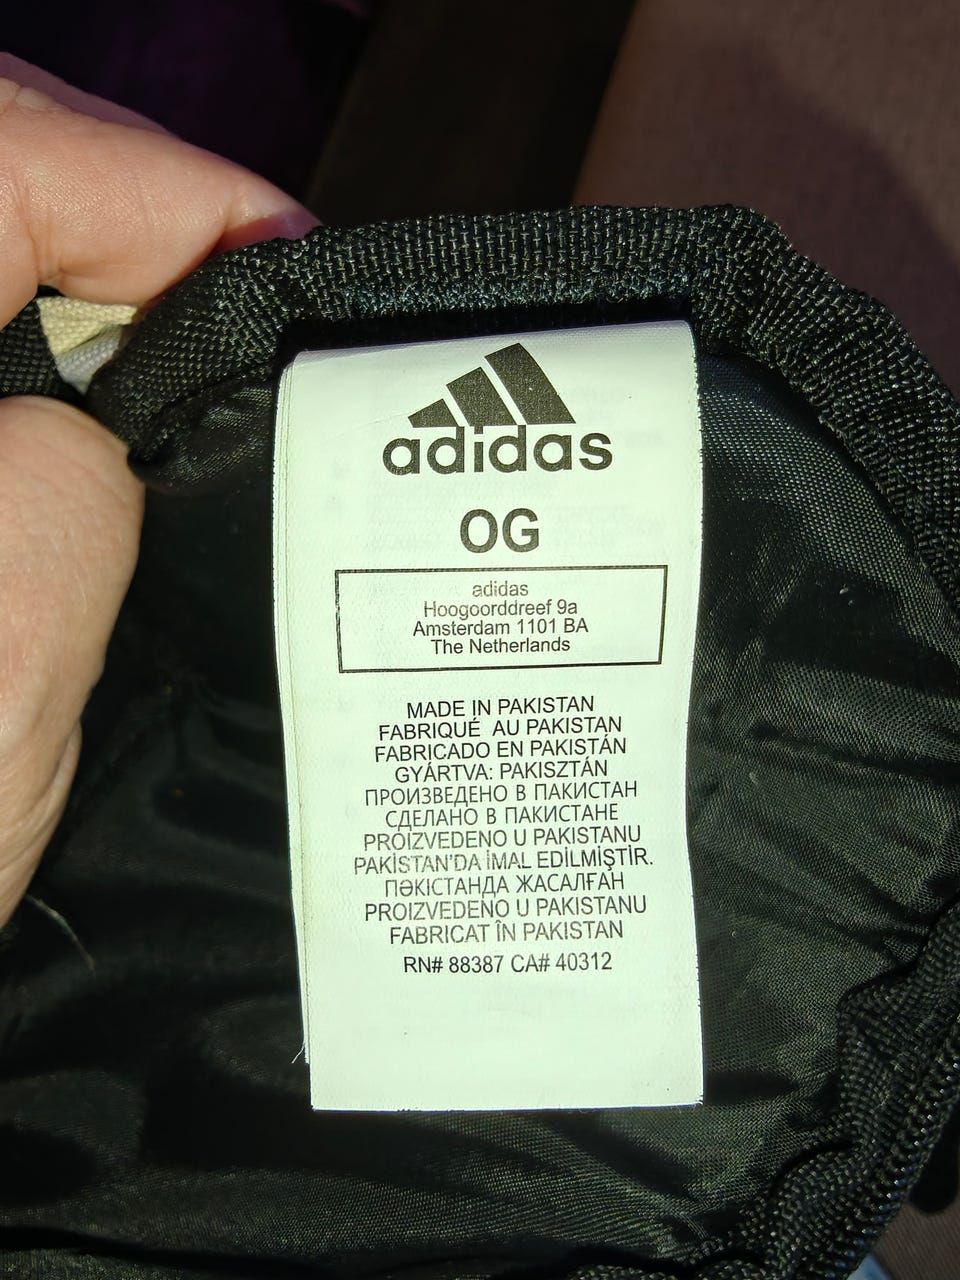 adidas
OG
adidas
Hoogoorddreef 9a
Amsterdam 1101 BA
The Netherlands
MADE IN PAKISTAN
FABRIQUÉ AU PAKISTAN
FABRICADO EN PAKISTÁN
GYÁRTVA: PAKISZTÁN
ПРОИЗВЕДЕНО В ПАКИСТАН
СДЕЛАНО В ПАКИСТАНЕ
PROIZVEDENO U PAKISTANU
PAKİSTAN'DA İMAL EDİLMİŞTİR.
ПӘКІСТАНДА ЖАСАЛҒАН
PROIZVEDENO U PAKISTANU
FABRICAT ÎN PAKISTAN
RN# 88387 CA# 40312